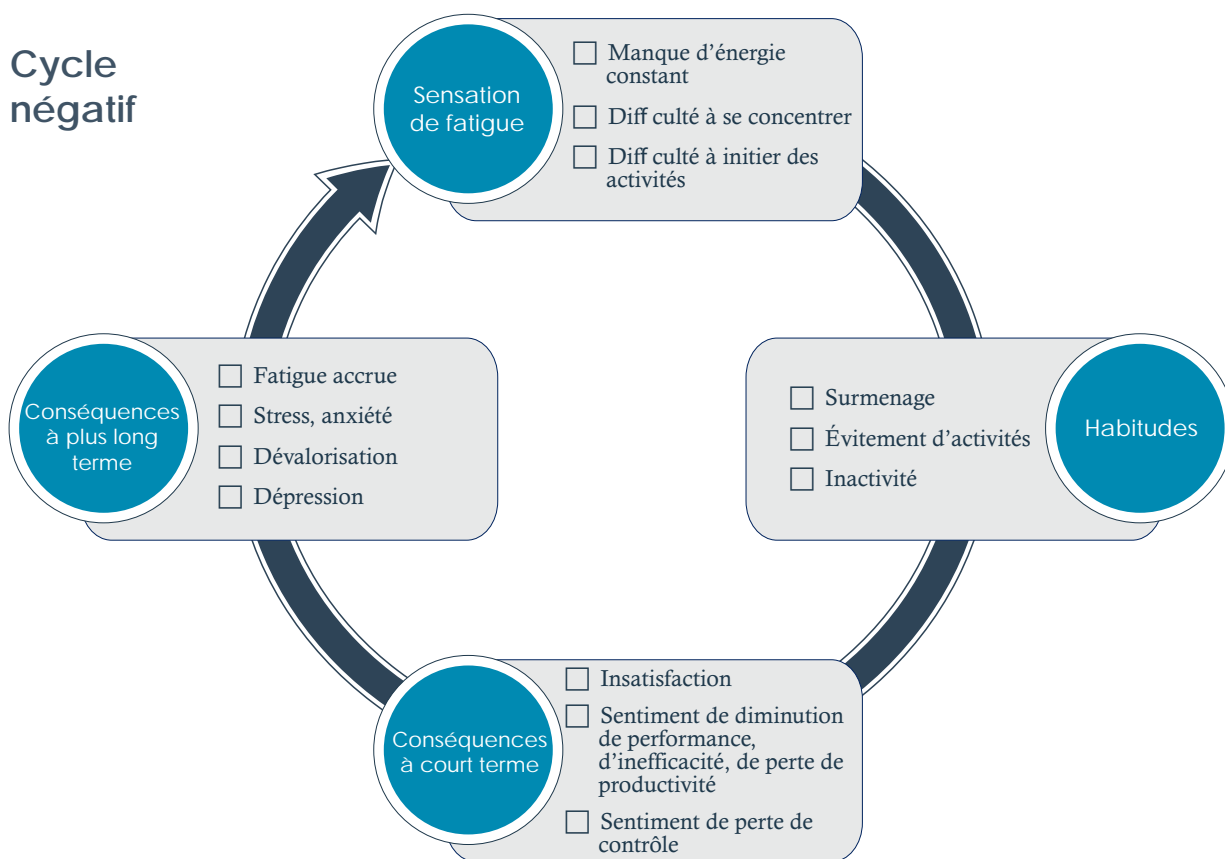 Cycle
négatif
Sensation
de fatigue
☐ Manque d’énergie
constant
☐ Diff culté à se concentrer
☐ Diff culté à initier des
activités
Habitudes
☐ Surmenage
☐ Évitement d’activités
☐ Inactivité
Conséquences
à court terme
☐ Insatisfaction
☐ Sentiment de diminution
de performance,
d’inefficacité, de perte de
productivité
☐ Sentiment de perte de
contrôle
Conséquences
à plus long
terme
☐ Fatigue accrue
☐ Stress, anxiété
☐ Dévalorisation
☐ Dépression